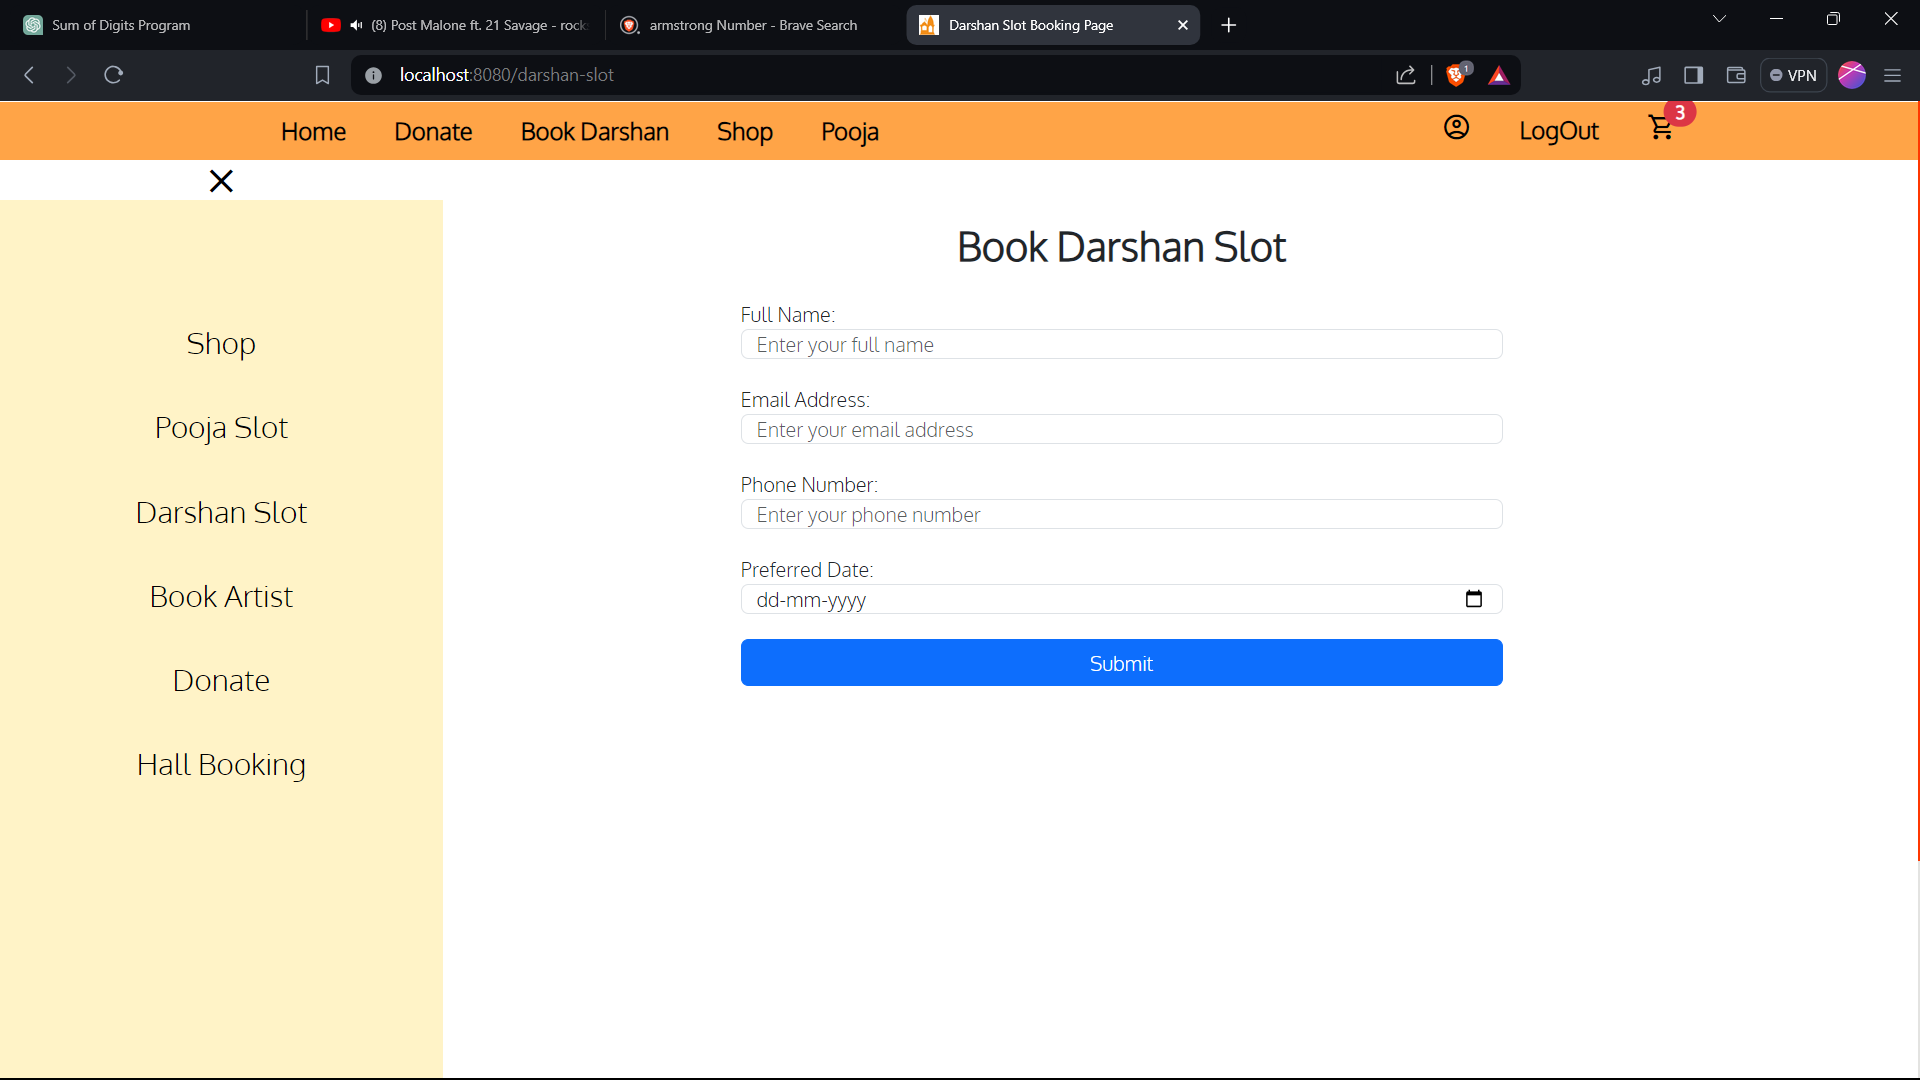 Sum of Digits Program
(8) Post Malone ft. 21 Savage - rock
armstrong Number - Brave Search
Darshan Slot Booking Page
localhost:8080/darshan-slot
1
VPN
Home
Donate
Book Darshan
Shop
Pooja
LogOut
3
Book Darshan Slot
Shop
Pooja Slot
Darshan Slot
Book Artist
Donate
Hall Booking
Full Name:
Enter your full name
Email Address:
Enter your email address
Phone Number:
Enter your phone number
Preferred Date:
dd-mm-yyyy
Submit